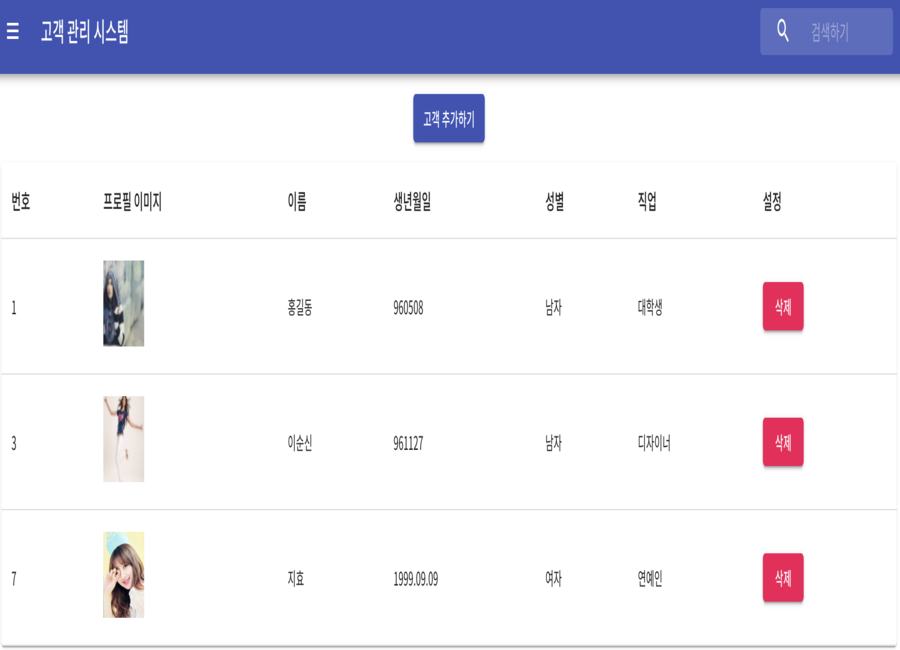 고객 관리 시스템 검색하기
고객 추가하기
번호 프로필 이미지 이름 생년월일 성별 직업 설정
1 홍길동 960508 남자 대학생 삭제
3 이순신 961127 남자 디자이너 삭제
7 지효 1999.09.09 여자 연예인 삭제